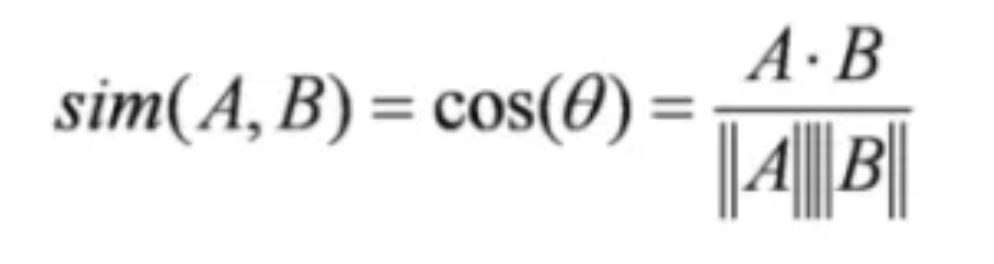 sim(A, B) = cos(θ) = A · B / ‖A‖‖B‖